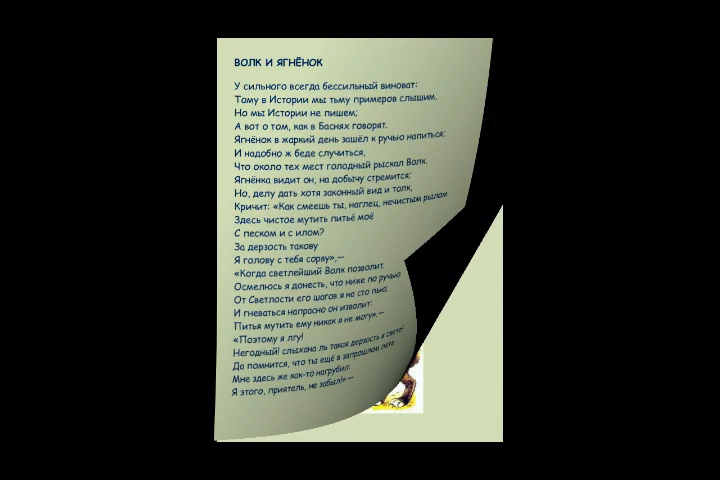 ВОЛК И ЯГНЁНОК
У сильного всегда бессильный виноват:
Тому в Истории мы тьму примеров слышим.
Но мы Истории не пишем;
А вот о том, как в Баснях говорят.
Ягнёнок в жаркий день зашёл к ручью напиться;
И надобно ж беде случиться,
Что около тех мест голодный рыскал Волк.
Ягнёнка видит он, на добычу стремится;
Но, делу дать хотя законный вид и толк,
Кричит: «Как смеешь ты, наглец, нечистым рылом
Здесь чистое мутить питьё моё
С песком и с илом?
За дерзость такову
Я голову с тебя сорву».—
«Когда светлейший Волк позволит,
Осмелюсь я донесть, что ниже по ручью
От Светлости его шагов я на сто пью;
И гневаться напрасно он изволит:
Питья мутить ему никак я не могу».—
«Поэтому я лгу!
Негодный! слыхана ль такая дерзость в свете!
Да помнится, что ты ещё в запрошлом лете
Мне здесь же как-то нагрубил:
Я этого, приятель, не забыл!» —